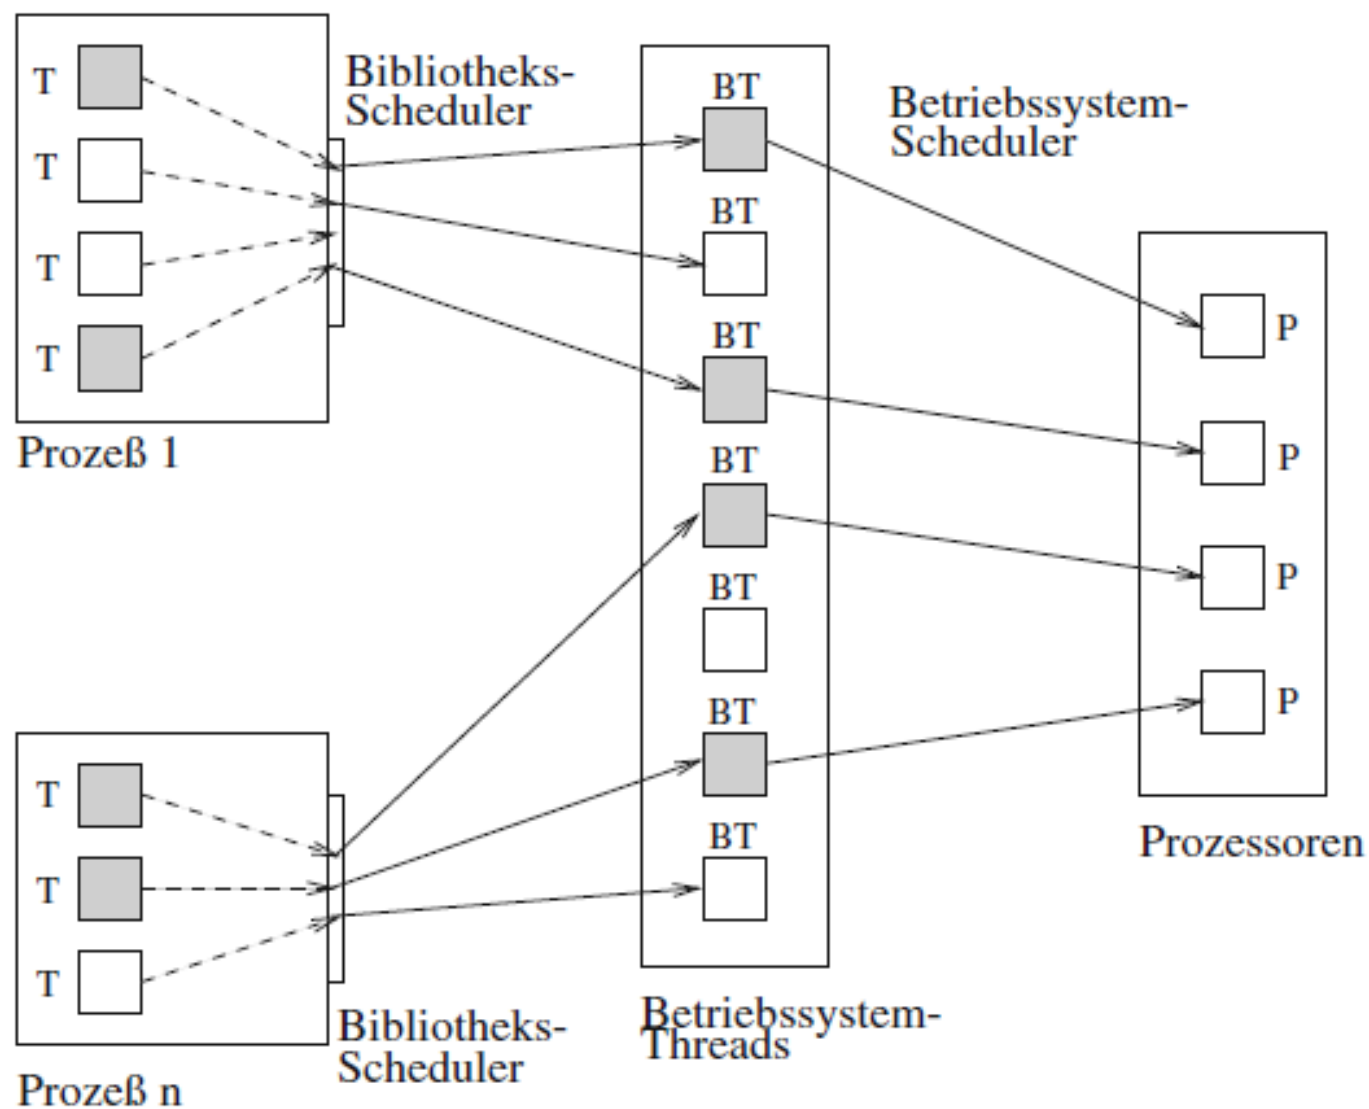 T
T
T
T
Prozeß 1
Bibliotheks-
Scheduler
BT
BT
BT
BT
BT
BT
BT
Betriebssystem-
Threads
Betriebssystem-
Scheduler
P
P
P
P
Prozessoren
T
T
T
Prozeß n
Bibliotheks-
Scheduler